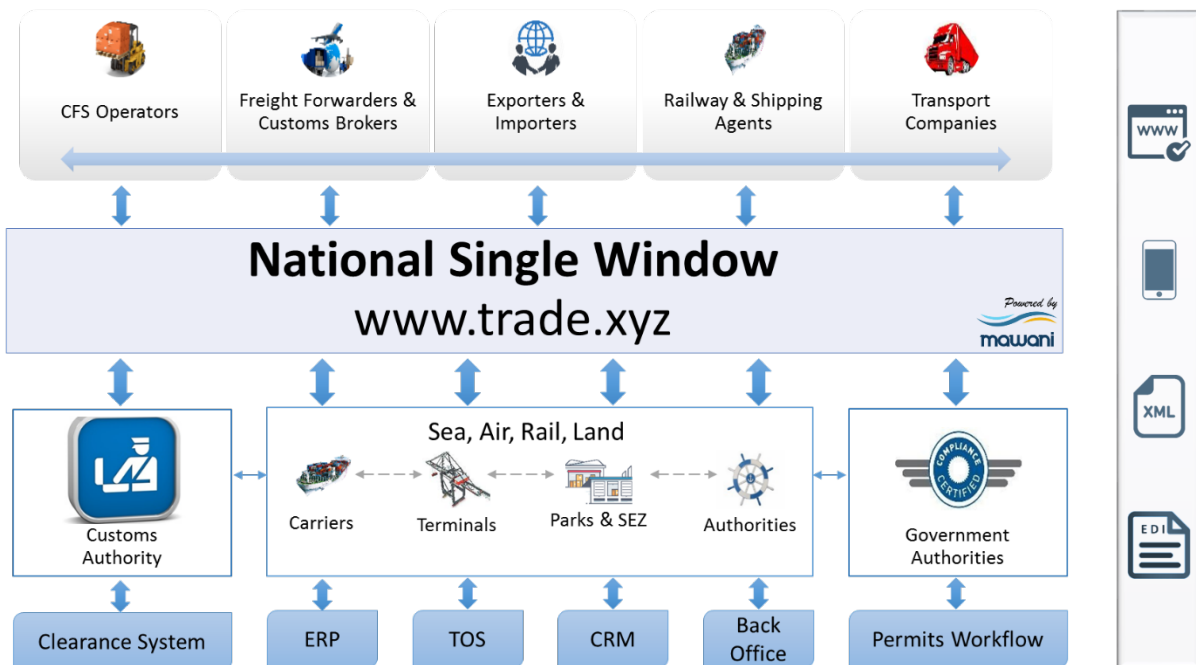 CFS Operators
Freight Forwarders &
Customs Brokers
Exporters &
Importers
Railway & Shipping
Agents
Transport
Companies
WWW
National Single Window
www.trade.xyz
Powered by
mawani
XML
Sea, Air, Rail, Land
Carriers
Terminals
Parks & SEZ
Authorities
Customs
Authority
COMPLIANCE
CERTIFIED
Government
Authorities
EDI
Clearance System
ERP
TOS
CRM
Back
Office
Permits Workflow